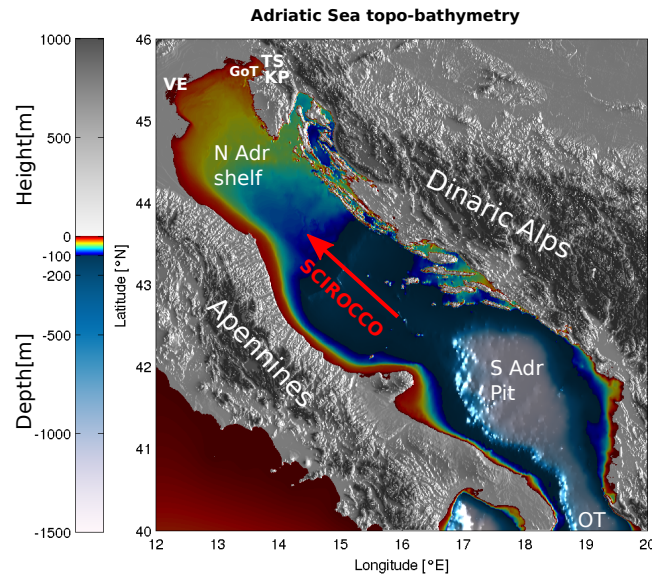 Adriatic Sea topo-bathymetry
Height[m]
Depth[m]
1000
500
0
0
-100
-100
-500
-1000
-1500
Latitude [°N]
46
45
44
43
42
41
40
VE
GoT
TS
KP
N Adr
shelf
Dinaric Alps
SCIROCCO
Apennines
S Adr
Pit
OT
12
13
14
15
16
17
18
19
20
Longitude [°E]